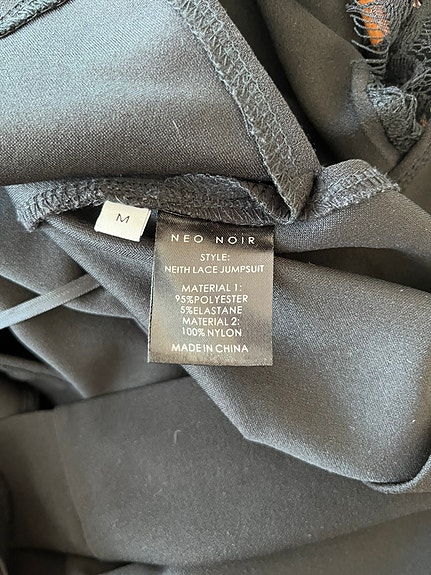 M
NEO NOIR
STYLE:
NEITH LACE JUMPSUIT
MATERIAL 1:
95%POLYESTER
5%ELASTANE
MATERIAL 2:
100%NYLON
MADE IN CHINA